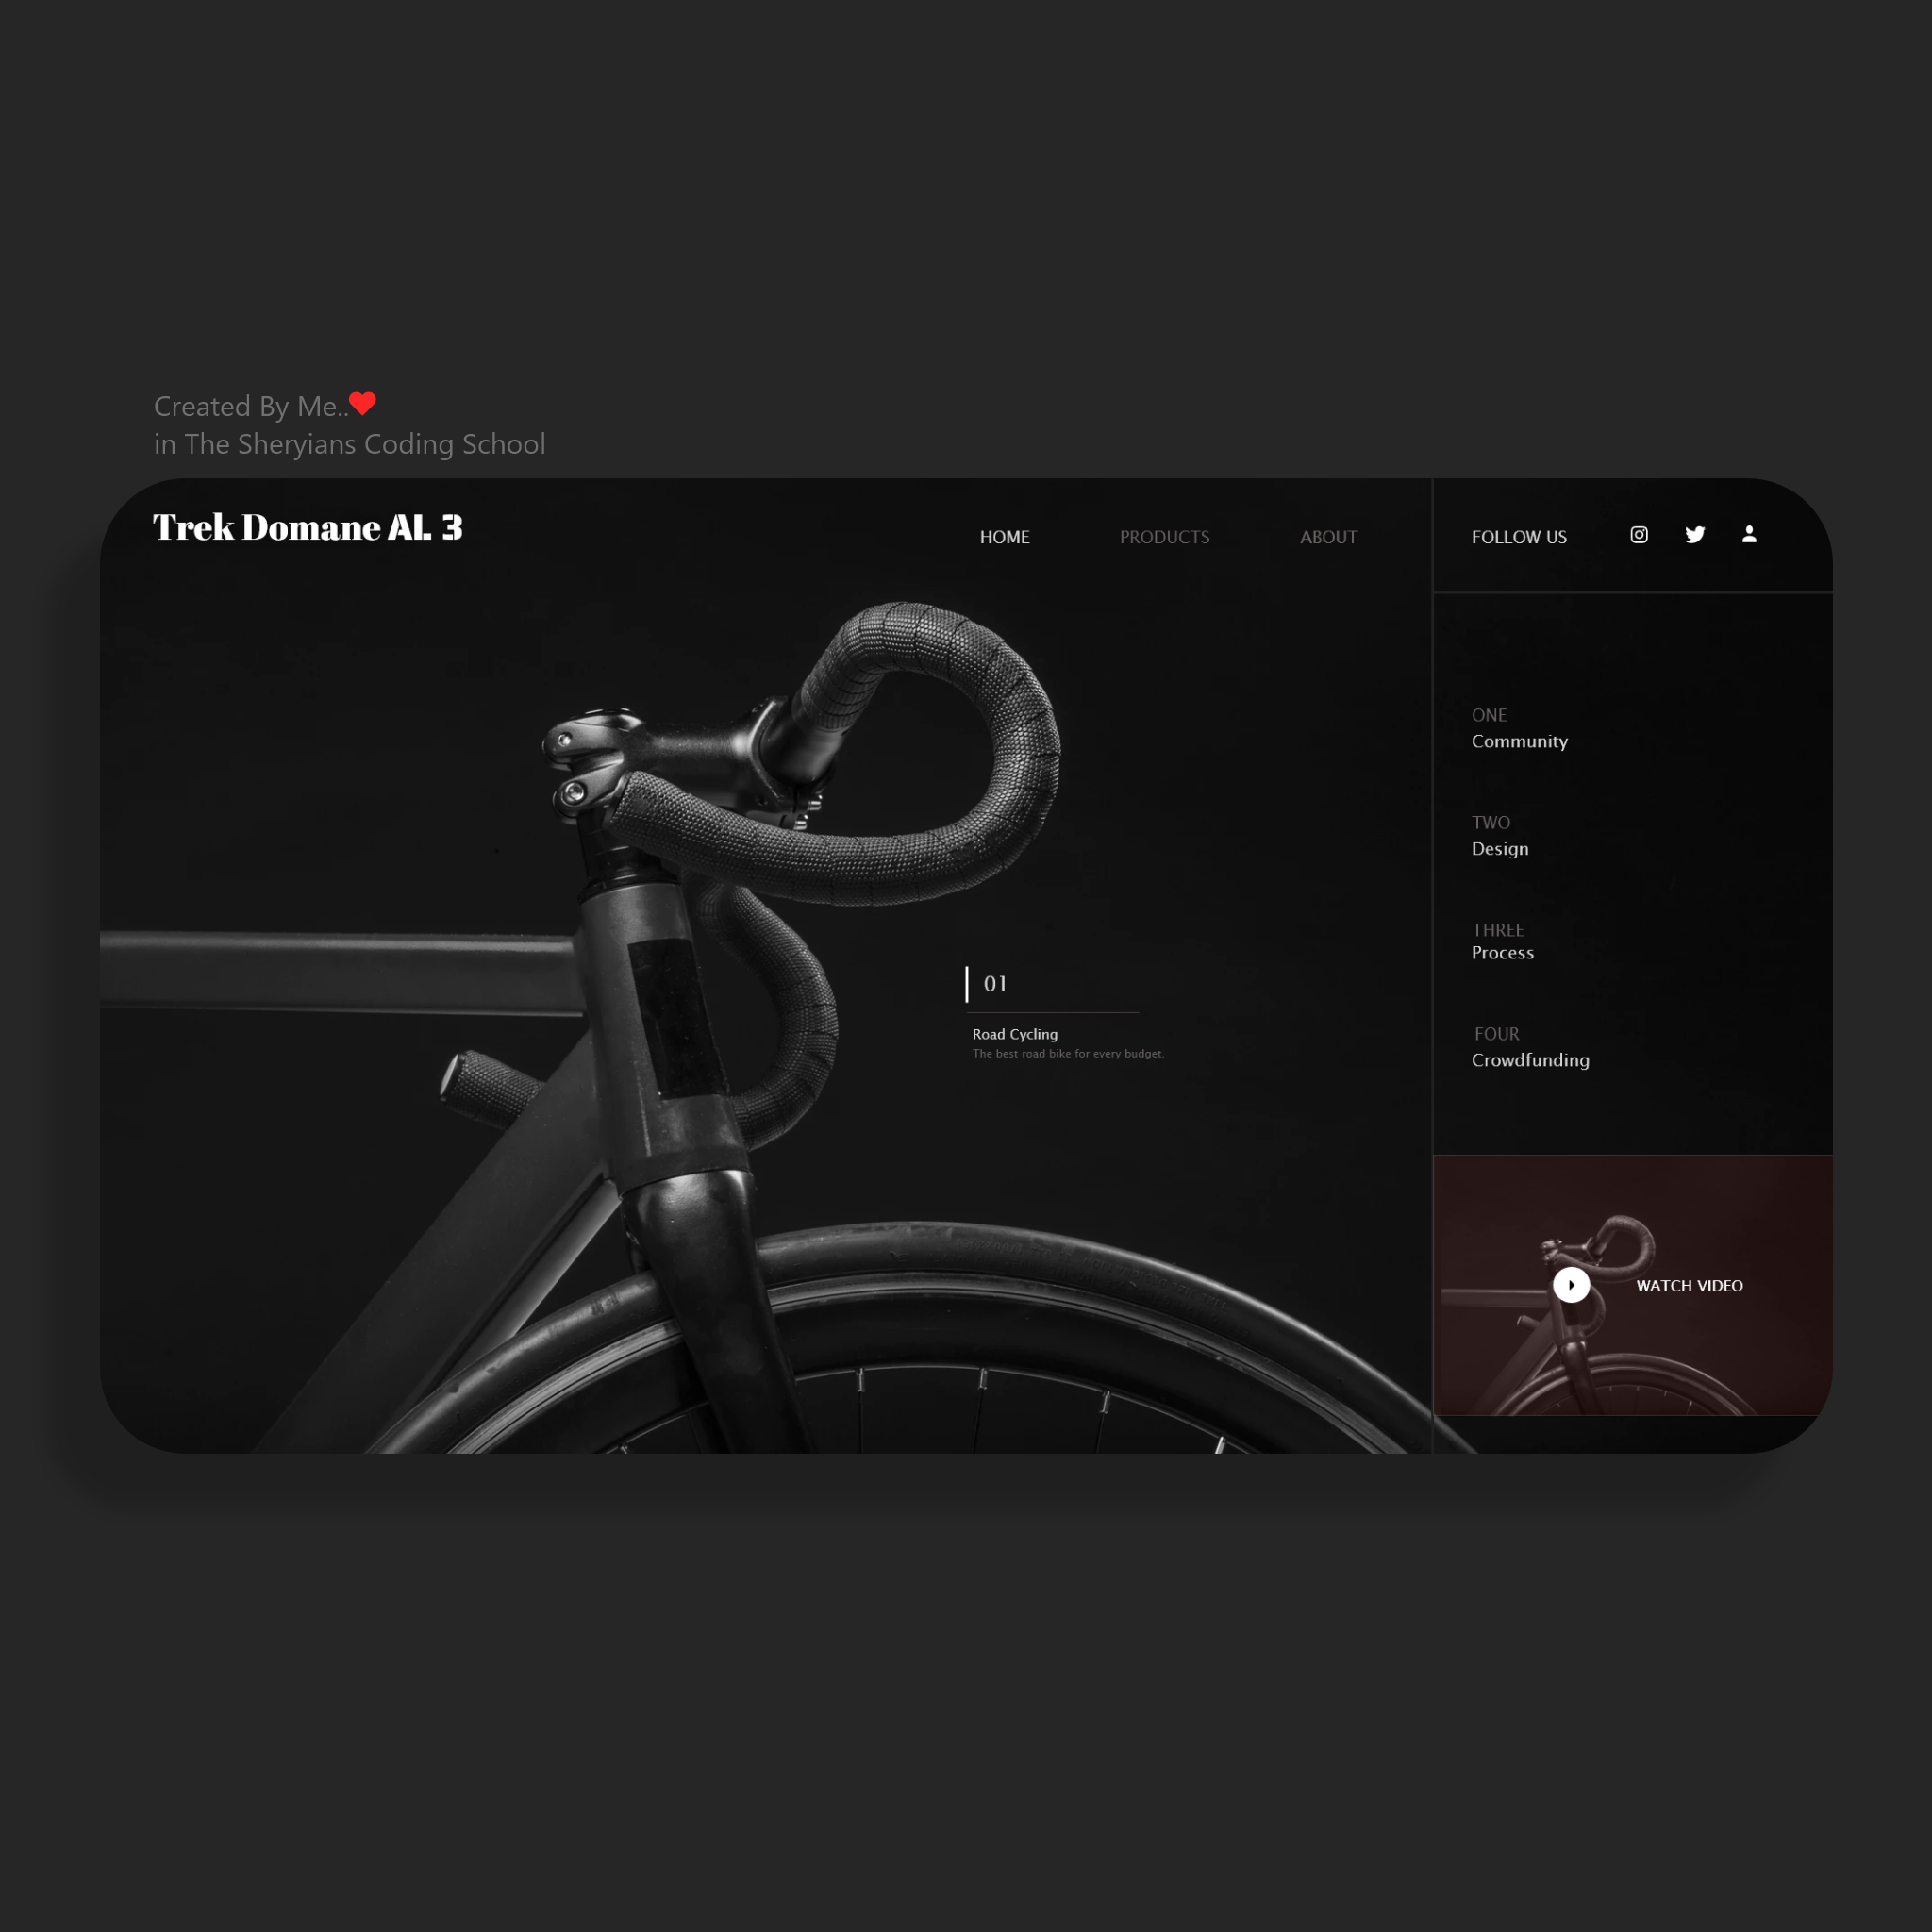 Created By Me..
in The Sheryians Coding School
Trek Domane AL 3
HOME PRODUCTS ABOUT
FOLLOW US
01
Road Cycling
The best road bike for every budget.
ONE
Community
TWO
Design
THREE
Process
FOUR
Crowdfunding
WATCH VIDEO